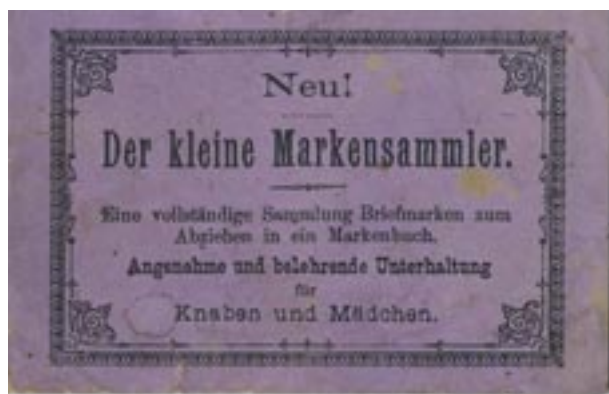 Neu!
Der kleine Markensammler.
Eine vollständige Sammlung Briefmarken zum
Abziehen in ein Markenbuch.
Angenehme und belehrende Unterhaltung
für
Knaben und Mädchen.